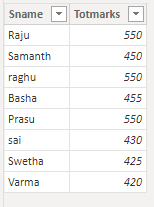 Sname Totmarks
Raju 550
Samanth 450
raghu 550
Basha 455
Prasu 550
sai 430
Swetha 425
Varma 420